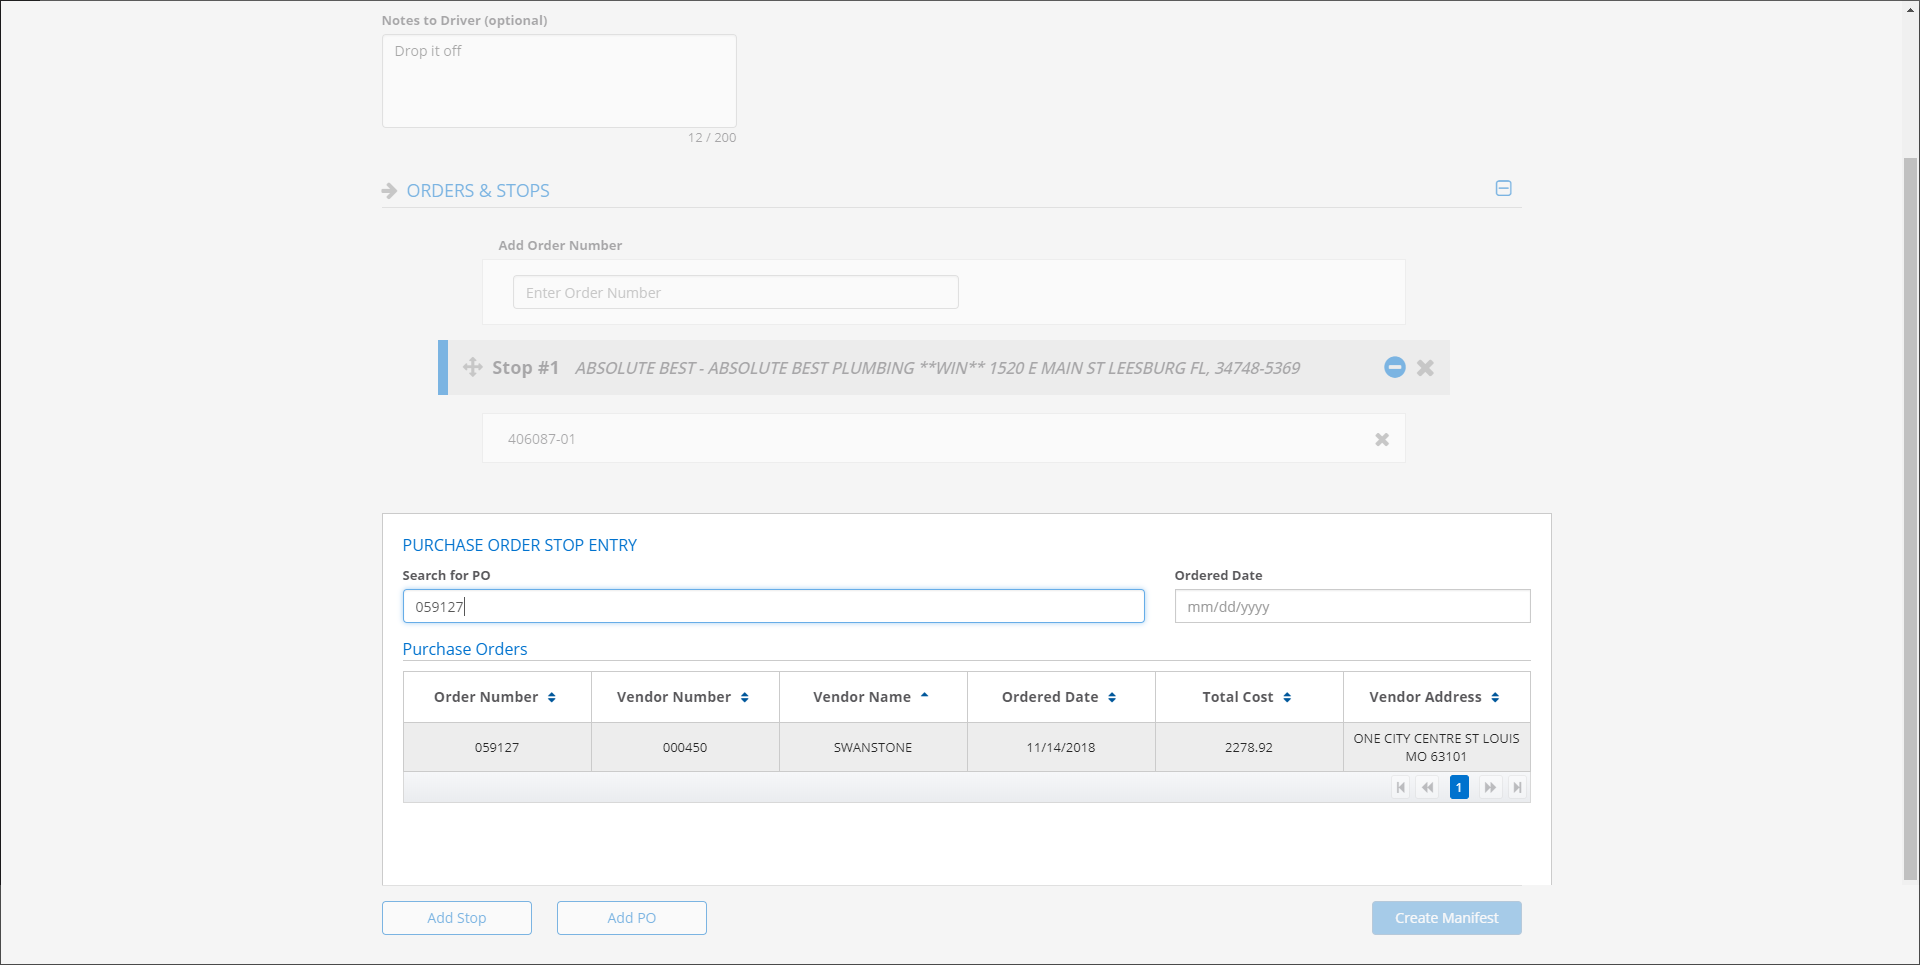 Notes to Driver (optional)
Drop it off
12 / 200
ORDERS & STOPS
Add Order Number
Enter Order Number
Stop #1 ABSOLUTE BEST - ABSOLUTE BEST PLUMBING **WIN** 1520 E MAIN ST LEESBURG FL, 34748-5369
406087-01
PURCHASE ORDER STOP ENTRY
Search for PO Ordered Date
059127 mm/dd/yyyy
Purchase Orders
Order Number Vendor Number Vendor Name Ordered Date Total Cost Vendor Address
059127 000450 SWANSTONE 11/14/2018 2278.92 ONE CITY CENTRE ST LOUIS
MO 63101
1
Add Stop Add PO Create Manifest